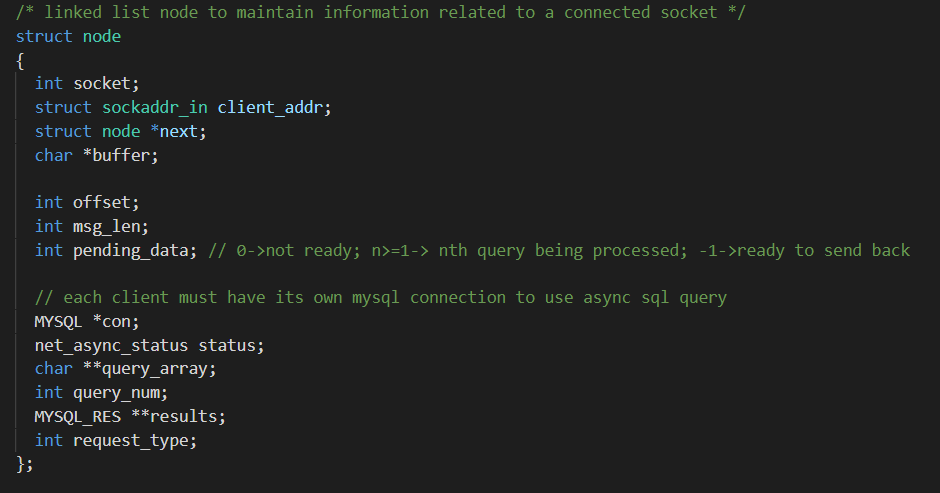 /* linked list node to maintain information related to a connected socket */
struct node
{
int socket;
struct sockaddr_in client_addr;
struct node *next;
char *buffer;
int offset;
int msg_len;
int pending_data; // 0->not ready; n>=1-> nth query being processed; -1->ready to send back
// each client must have its own mysql connection to use async sql query
MYSQL *con;
net_async_status status;
char **query_array;
int query_num;
MYSQL_RES **results;
int request_type;
};